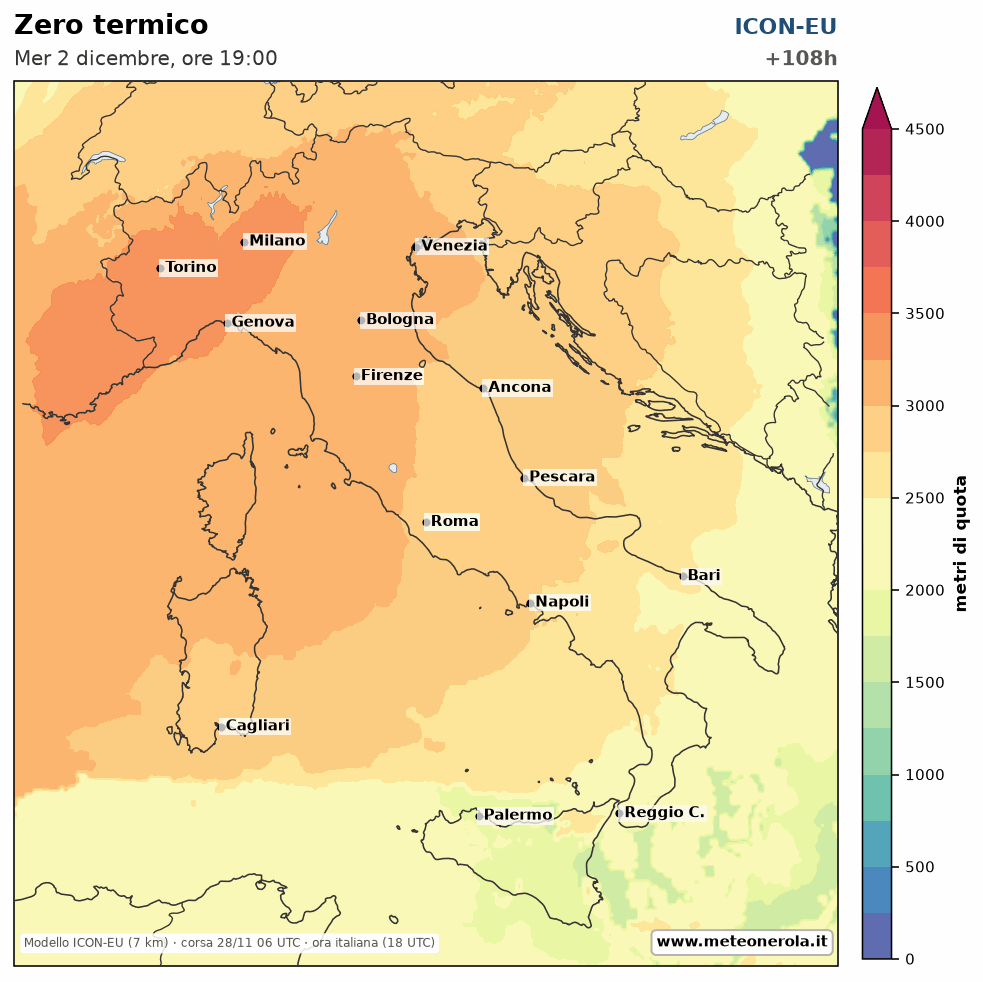 Zero termico
ICON-EU
Mer 2 dicembre, ore 19:00
+108h
Milano
Venezia
Torino
Genova
Bologna
Firenze
Ancona
Pescara
Roma
Bari
Napoli
Cagliari
Palermo
Reggio C.
4500
4000
3500
3000
2500
2000
1500
1000
500
0
metri di quota
Modello ICON-EU (7 km) · corsa 28/11 06 UTC · ora italiana (18 UTC)
www.meteonerola.it